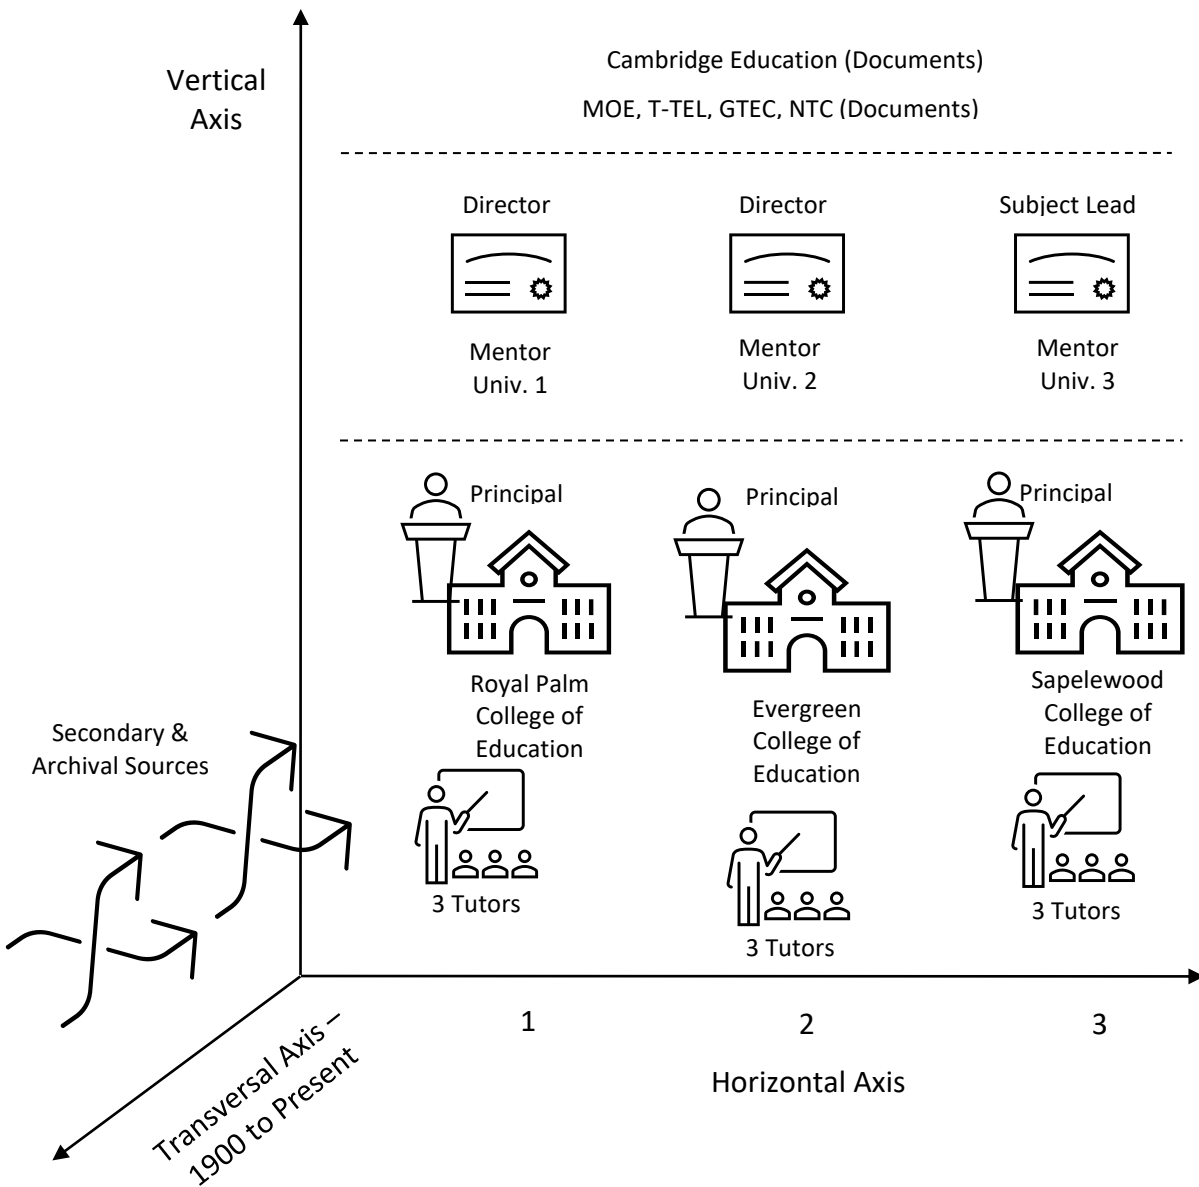 Vertical
Axis
Cambridge Education (Documents)
MOE, T-TEL, GTEC, NTC (Documents)
Director
Director
Subject Lead
Mentor
Univ. 1
Mentor
Univ. 2
Mentor
Univ. 3
Principal
Principal
Principal
Royal Palm
College of
Education
Evergreen
College of
Education
Sapelewood
College of
Education
Secondary &
Archival Sources
3 Tutors
3 Tutors
3 Tutors
1
2
3
Horizontal Axis
Transversal Axis –
1900 to Present